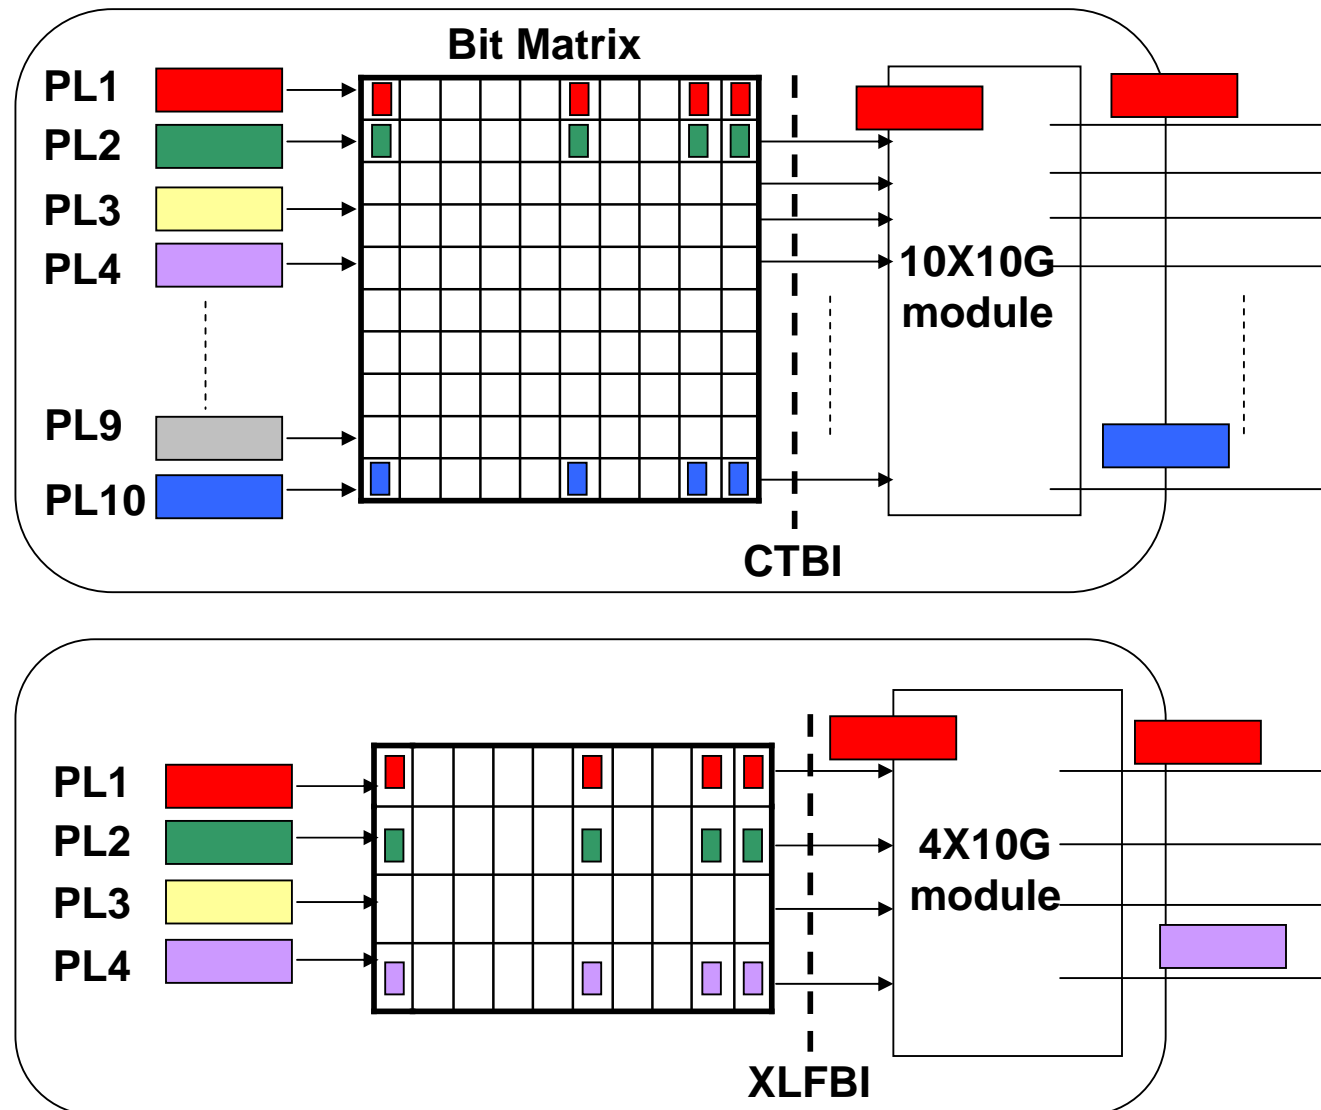 Bit Matrix
PL1
PL2
PL3
PL4
PL9
PL10
10X10G
module
CTBI
PL1
PL2
PL3
PL4
4X10G
module
XLFBI